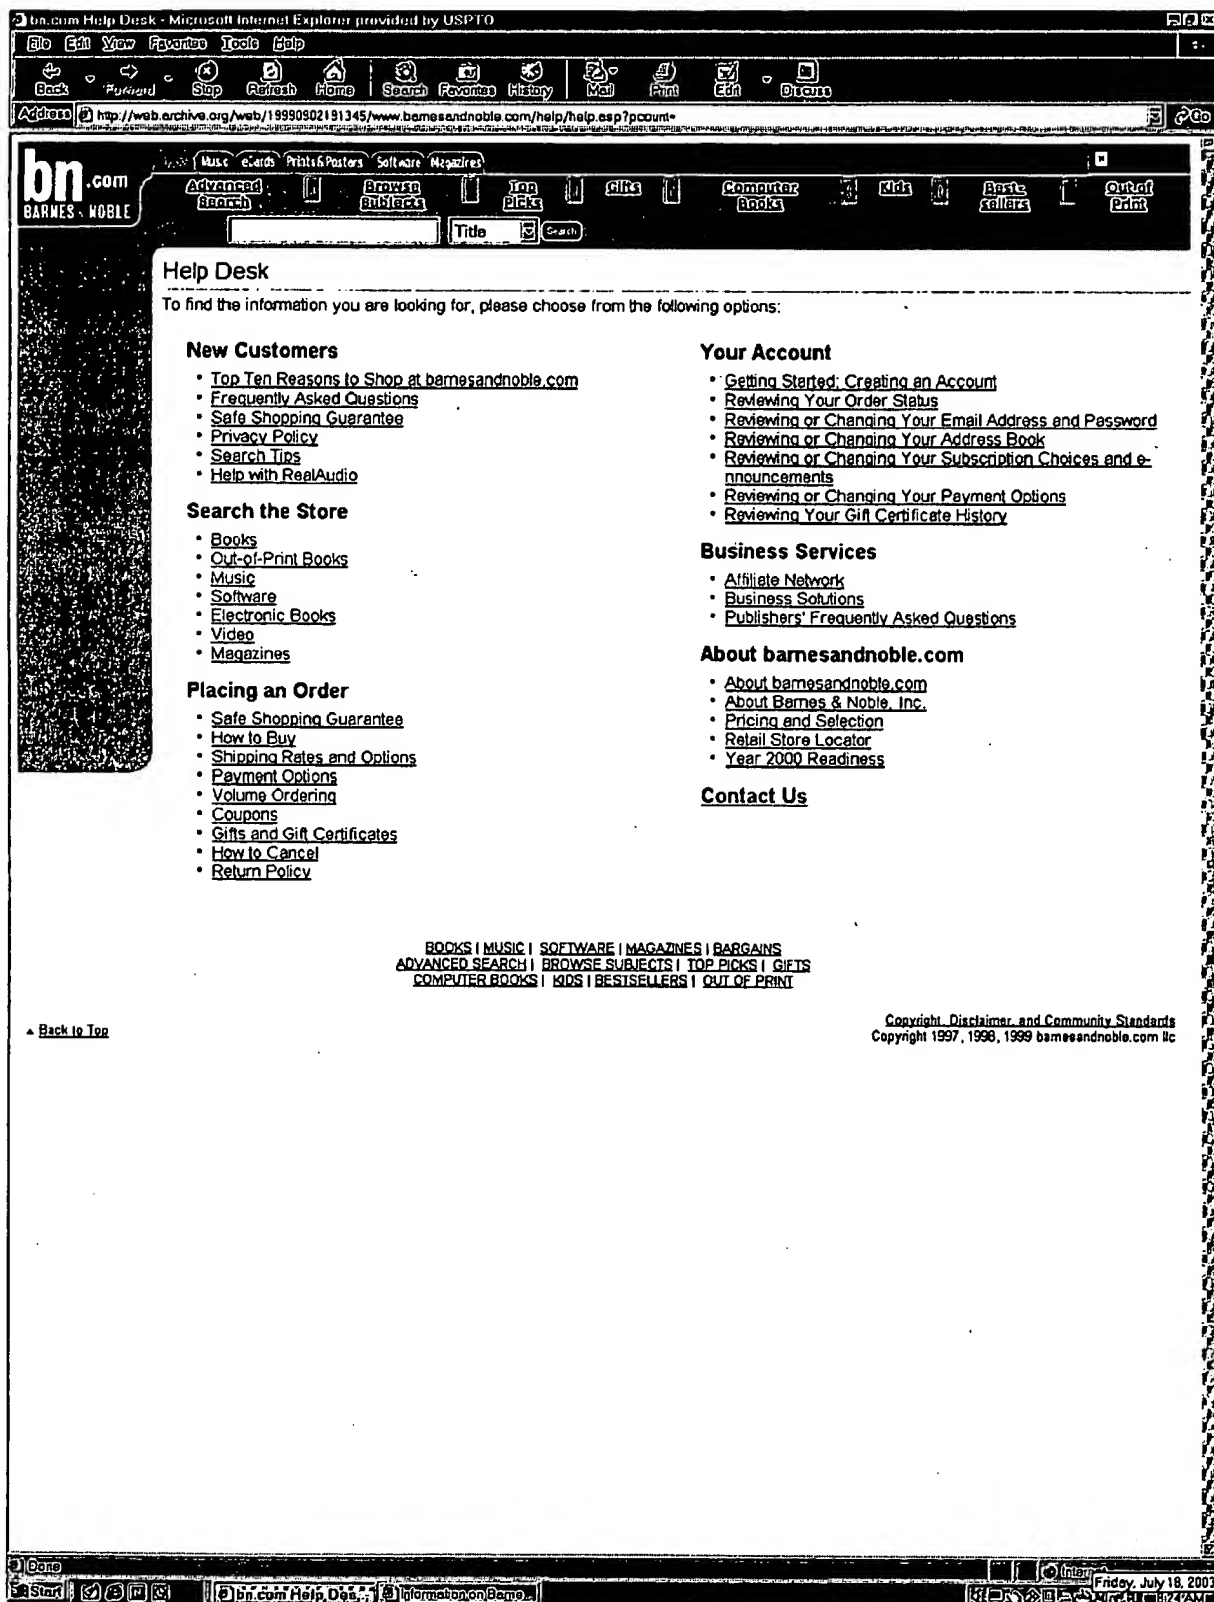 bn.com Help Desk - Microsoft Internet Explorer provided by USPTO
File Edit View Favorites Tools Help
Back Forward Stop Refresh Home Search Favorites History Mail Print Edit Discuss
Address http://web.archive.org/web/19990902191345/www.barnesandnoble.com/help/help.asp?pcount= Go
bn.com
BARNES & NOBLE
Music eCards Prints & Posters Software Magazines
Advanced Search Browse Subjects Top Picks Gifts Computer Books Kids Best-sellers Out of Print
Title Search
Help Desk
To find the information you are looking for, please choose from the following options:
New Customers
• Top Ten Reasons to Shop at barnesandnoble.com
• Frequently Asked Questions
• Safe Shopping Guarantee
• Privacy Policy
• Search Tips
• Help with RealAudio
Search the Store
• Books
• Out-of-Print Books
• Music
• Software
• Electronic Books
• Video
• Magazines
Placing an Order
• Safe Shopping Guarantee
• How to Buy
• Shipping Rates and Options
• Payment Options
• Volume Ordering
• Coupons
• Gifts and Gift Certificates
• How to Cancel
• Return Policy
Your Account
• Getting Started: Creating an Account
• Reviewing Your Order Status
• Reviewing or Changing Your Email Address and Password
• Reviewing or Changing Your Address Book
• Reviewing or Changing Your Subscription Choices and e-
nnouncements
• Reviewing or Changing Your Payment Options
• Reviewing Your Gift Certificate History
Business Services
• Affiliate Network
• Business Solutions
• Publishers' Frequently Asked Questions
About barnesandnoble.com
• About barnesandnoble.com
• About Barnes & Noble, Inc.
• Pricing and Selection
• Retail Store Locator
• Year 2000 Readiness
Contact Us
BOOKS | MUSIC | SOFTWARE | MAGAZINES | BARGAINS
ADVANCED SEARCH | BROWSE SUBJECTS | TOP PICKS | GIFTS
COMPUTER BOOKS | KIDS | BESTSELLERS | OUT OF PRINT
Back to Top
Copyright, Disclaimer, and Community Standards
Copyright 1997, 1998, 1999 barnesandnoble.com llc
Done
Start bn.com Help Des... Information on Barne...
Friday, July 18, 2003
8:24 AM